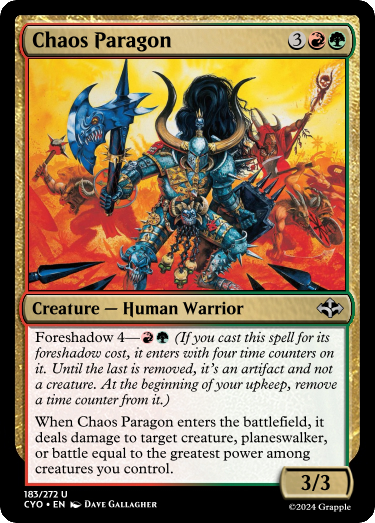 Chaos Paragon 3
Creature — Human Warrior
Foreshadow 4— (If you cast this spell for its
foreshadow cost, it enters with four time counters on
it. Until the last is removed, it's an artifact and not
a creature. At the beginning of your upkeep, remove
a time counter from it.)
When Chaos Paragon enters the battlefield, it
deals damage to target creature, planeswalker,
or battle equal to the greatest power among
creatures you control.
3/3
183/272 U
CYO • EN Dave Gallagher
©2024 Grapple